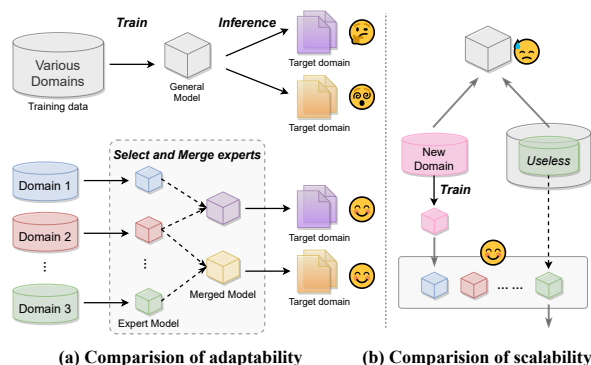 Train
Inference
Various
Domains
Training data
General
Model
Target domain
Target domain
Select and Merge experts
Domain 1
Domain 2
⋮
Domain 3
Expert Model
Merged Model
Target domain
Target domain
(a) Comparision of adaptability
New
Domain
Useless
Train
... ...
(b) Comparision of scalability